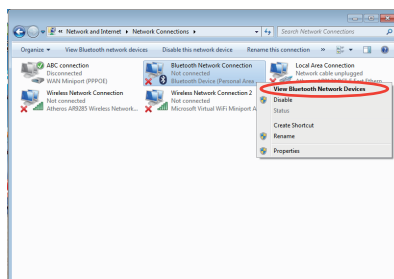 « Network and Internet ▸ Network Connections ▸
Search Network Connections
Organize ▾ View Bluetooth network devices Disable this network device Rename this connection »
ABC connection
Disconnected
WAN Miniport (PPPOE)
Bluetooth Network Connection
Not connected
Bluetooth Device (Personal Area
Local Area Connection
Network cable unplugged
Wireless Network Connection
Not connected
Atheros AR9285 Wireless Network...
Wireless Network Connection 2
Not connected
Microsoft Virtual WiFi Miniport A
View Bluetooth Network Devices
Disable
Status
Create Shortcut
Rename
Properties